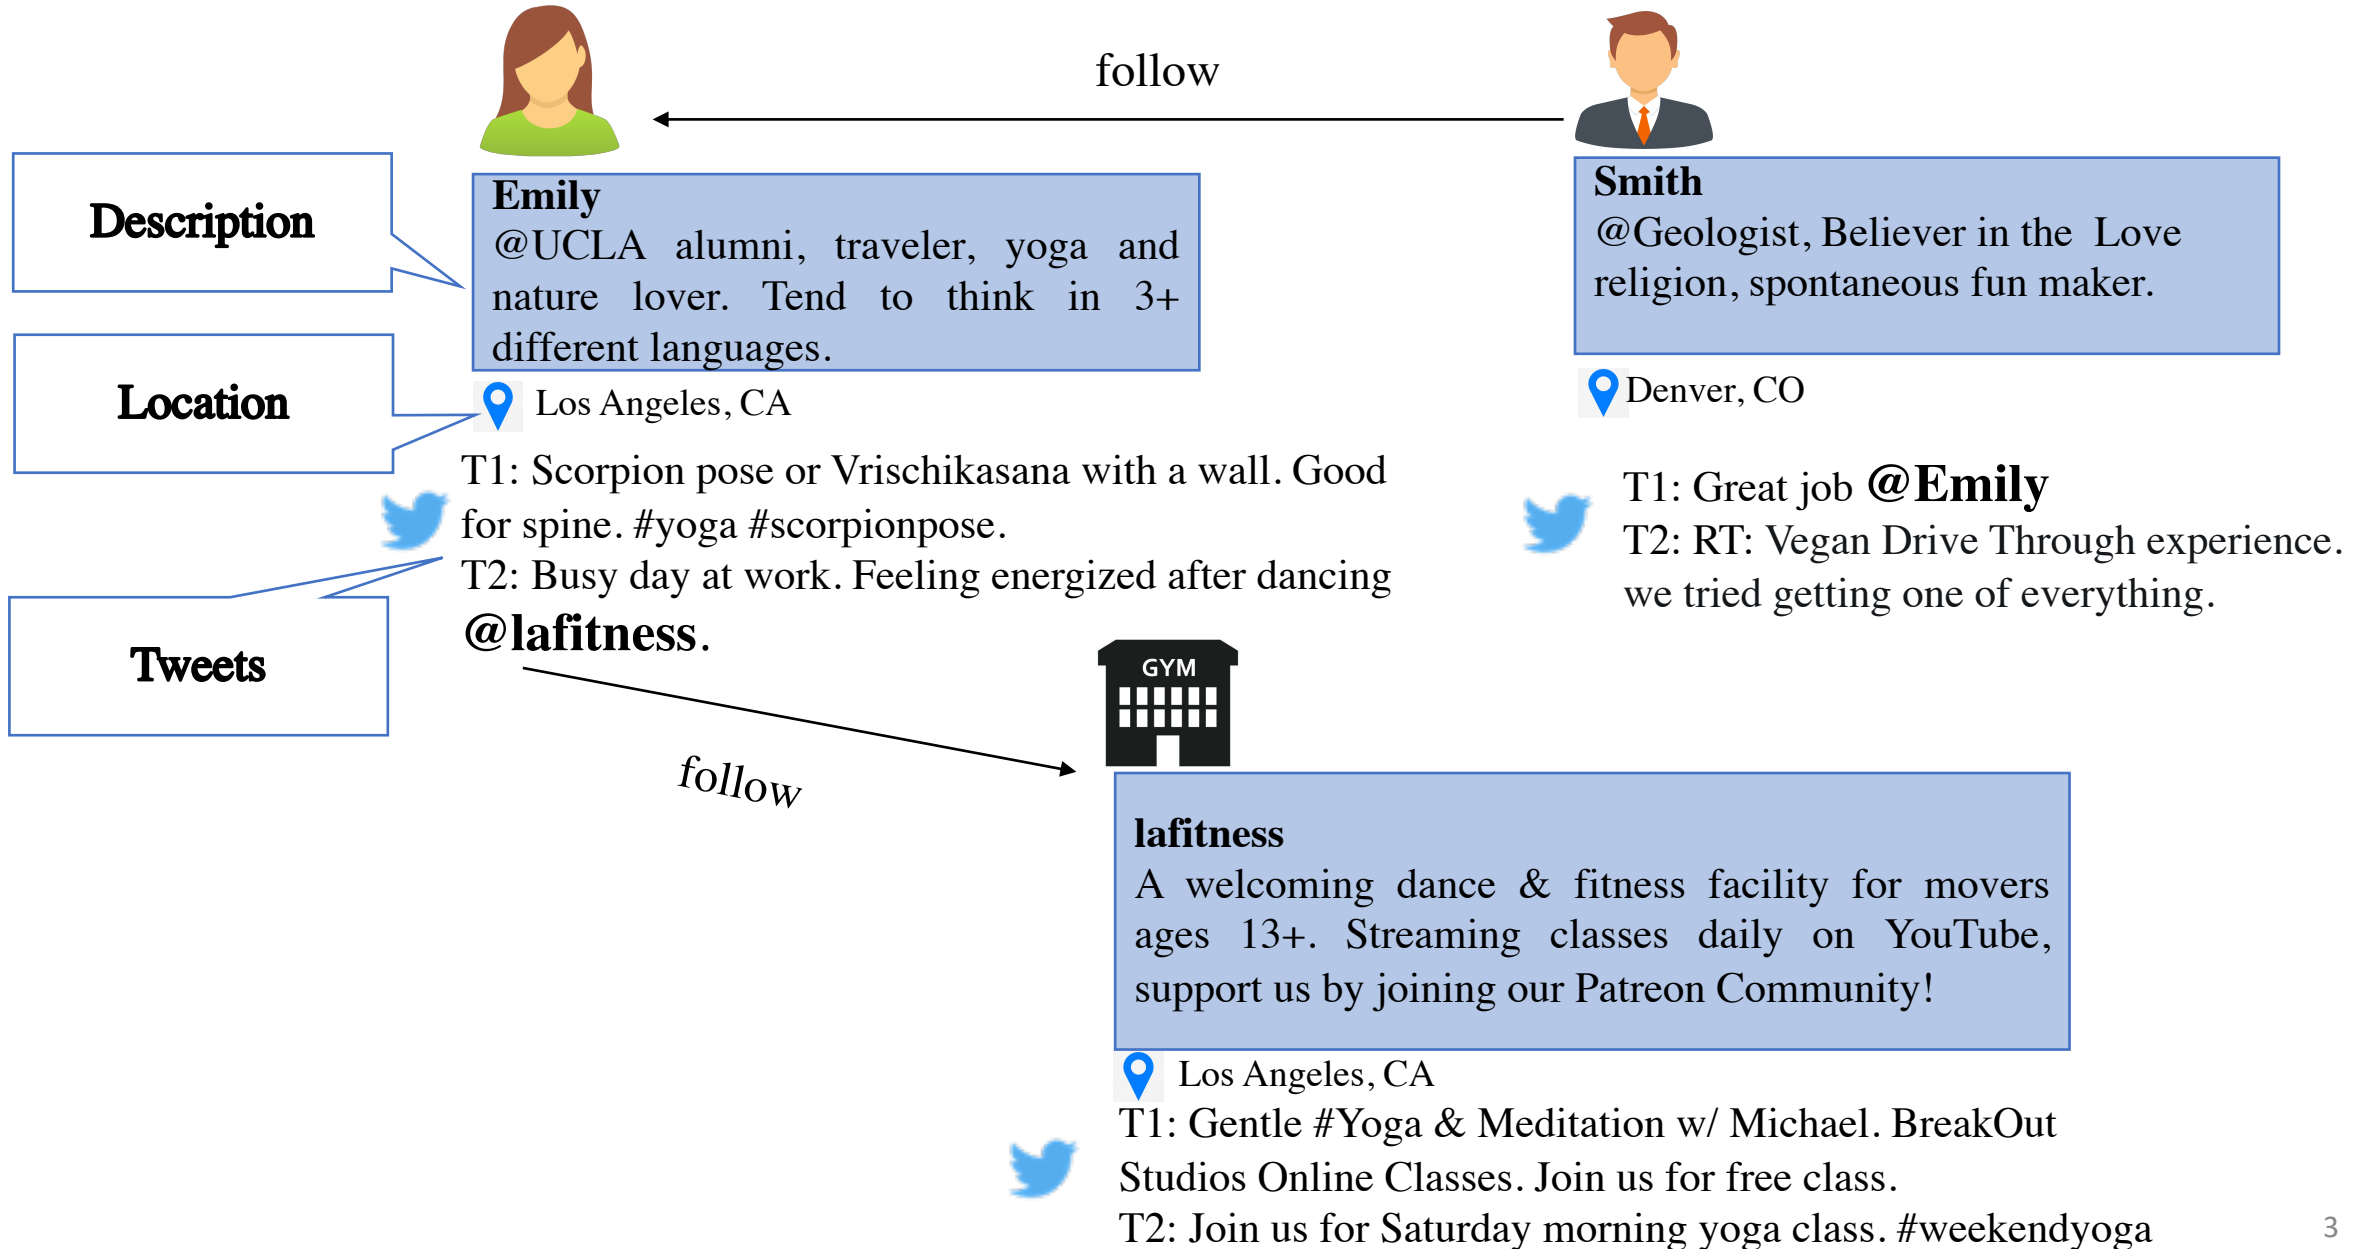 follow
Description
Emily
@UCLA alumni, traveler, yoga and
nature lover. Tend to think in 3+
different languages.
Smith
@Geologist, Believer in the Love
religion, spontaneous fun maker.
Location
Los Angeles, CA
Denver, CO
T1: Scorpion pose or Vrischikasana with a wall. Good
for spine. #yoga #scorpionpose.
T2: Busy day at work. Feeling energized after dancing
@lafitness.
T1: Great job @Emily
T2: RT: Vegan Drive Through experience.
we tried getting one of everything.
Tweets
GYM
follow
lafitness
A welcoming dance & fitness facility for movers
ages 13+. Streaming classes daily on YouTube,
support us by joining our Patreon Community!
Los Angeles, CA
T1: Gentle #Yoga & Meditation w/ Michael. BreakOut
Studios Online Classes. Join us for free class.
T2: Join us for Saturday morning yoga class. #weekendyoga
3